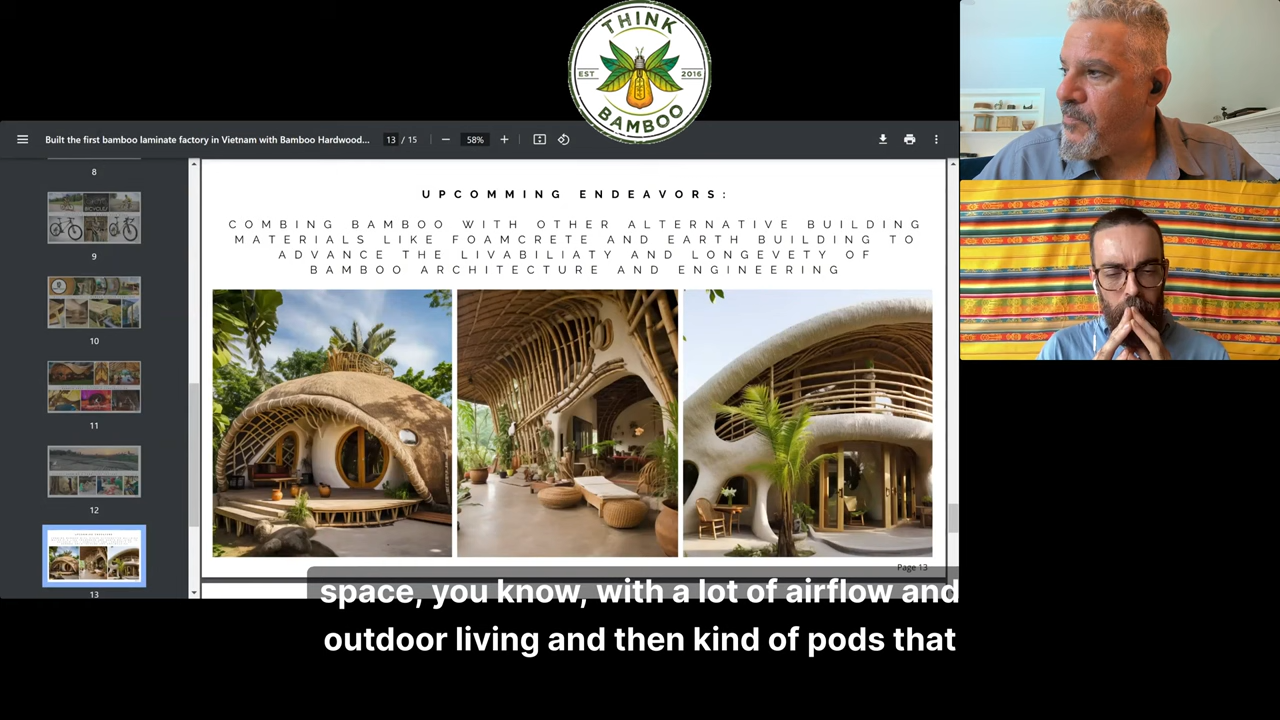 THINK
EST 2016
BAMBOO
Built the first bamboo laminate factory in Vietnam with Bamboo Hardwood... 13 / 15 58%
8
9
10
11
12
13
UPCOMMING ENDEAVORS:
COMBING BAMBOO WITH OTHER ALTERNATIVE BUILDING
MATERIALS LIKE FOAMCRETE AND EARTH BUILDING TO
ADVANCE THE LIVABILIATY AND LONGEVETY OF
BAMBOO ARCHITECTURE AND ENGINEERING
Page 13
space, you know, with a lot of airflow and
outdoor living and then kind of pods that